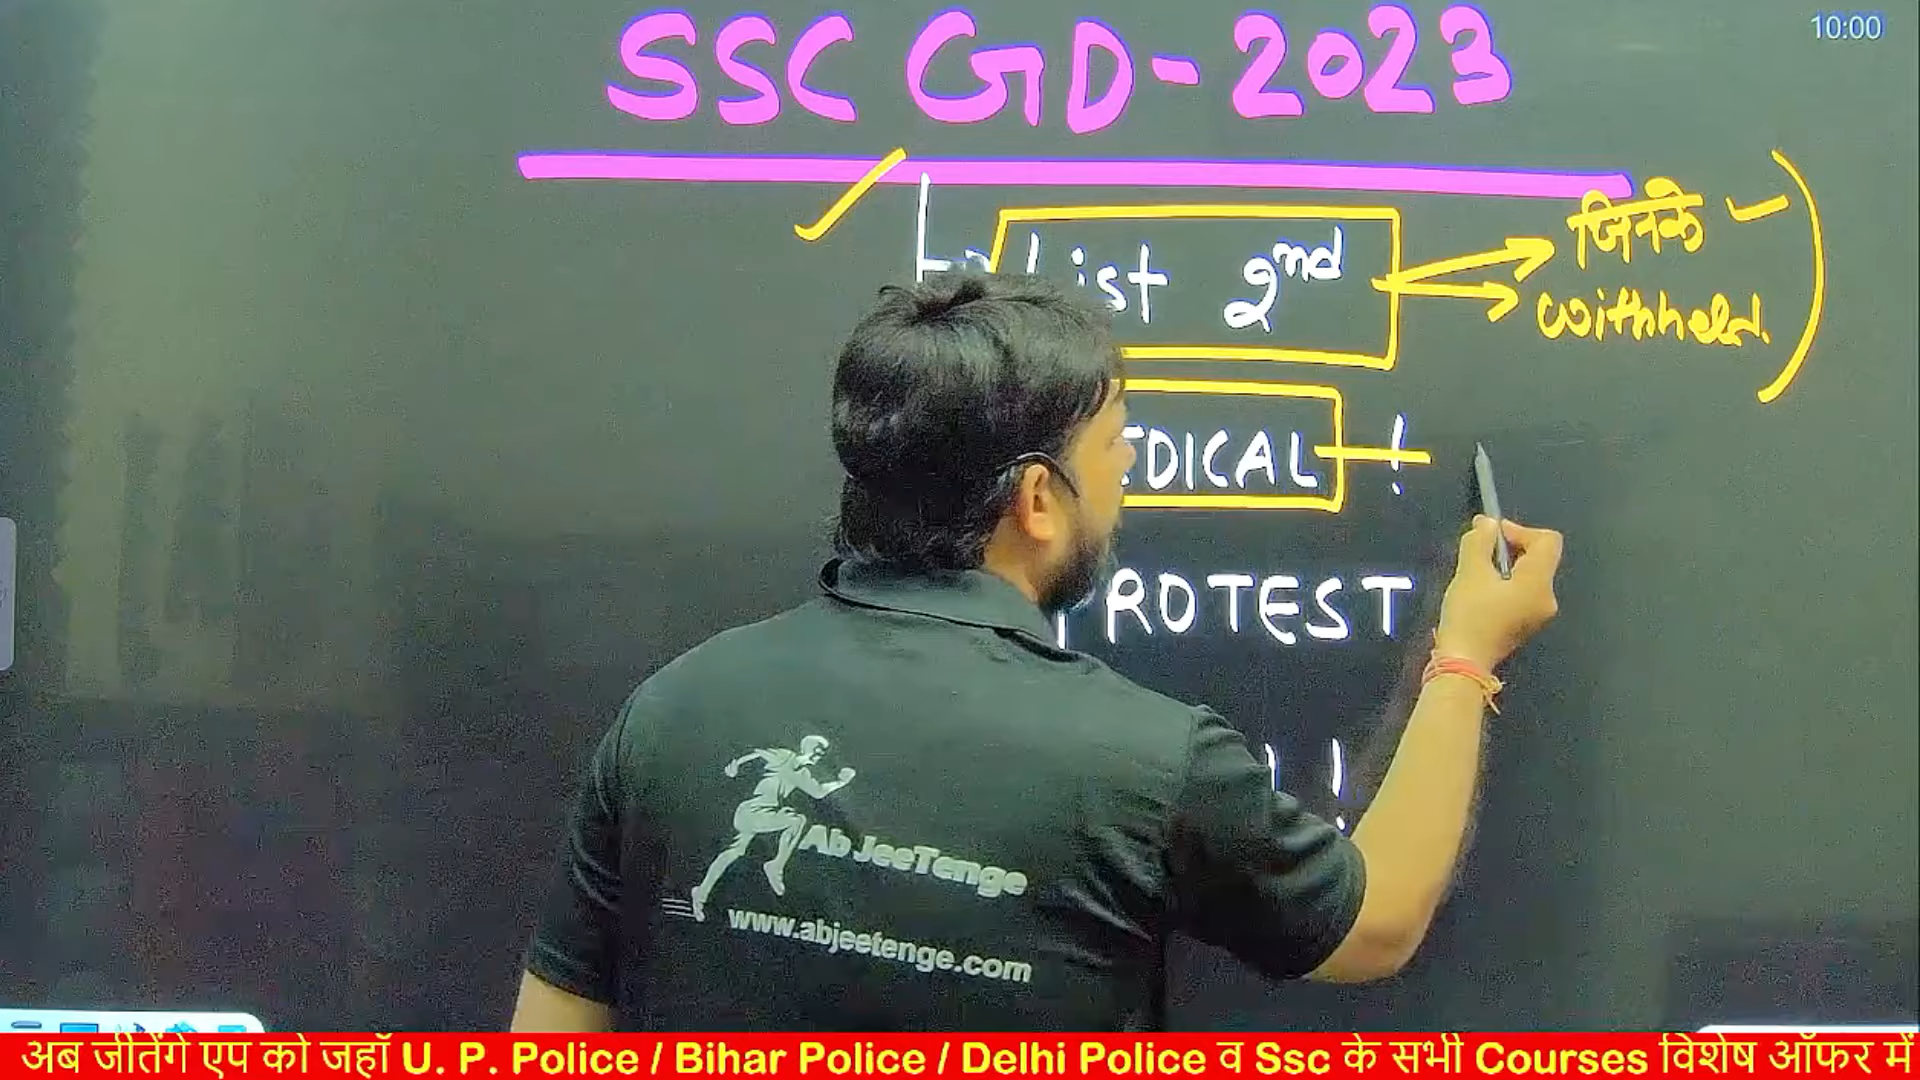 10:00
SSC GD-2023
List 2nd
जिनके -
withheld.
EDICAL !
PROTEST
!
Ab JeeTenge
www.abjeetenge.com
अब जीतेंगे एप को जहाँ U. P. Police / Bihar Police / Delhi Police व Ssc के सभी Courses विशेष ऑफर में